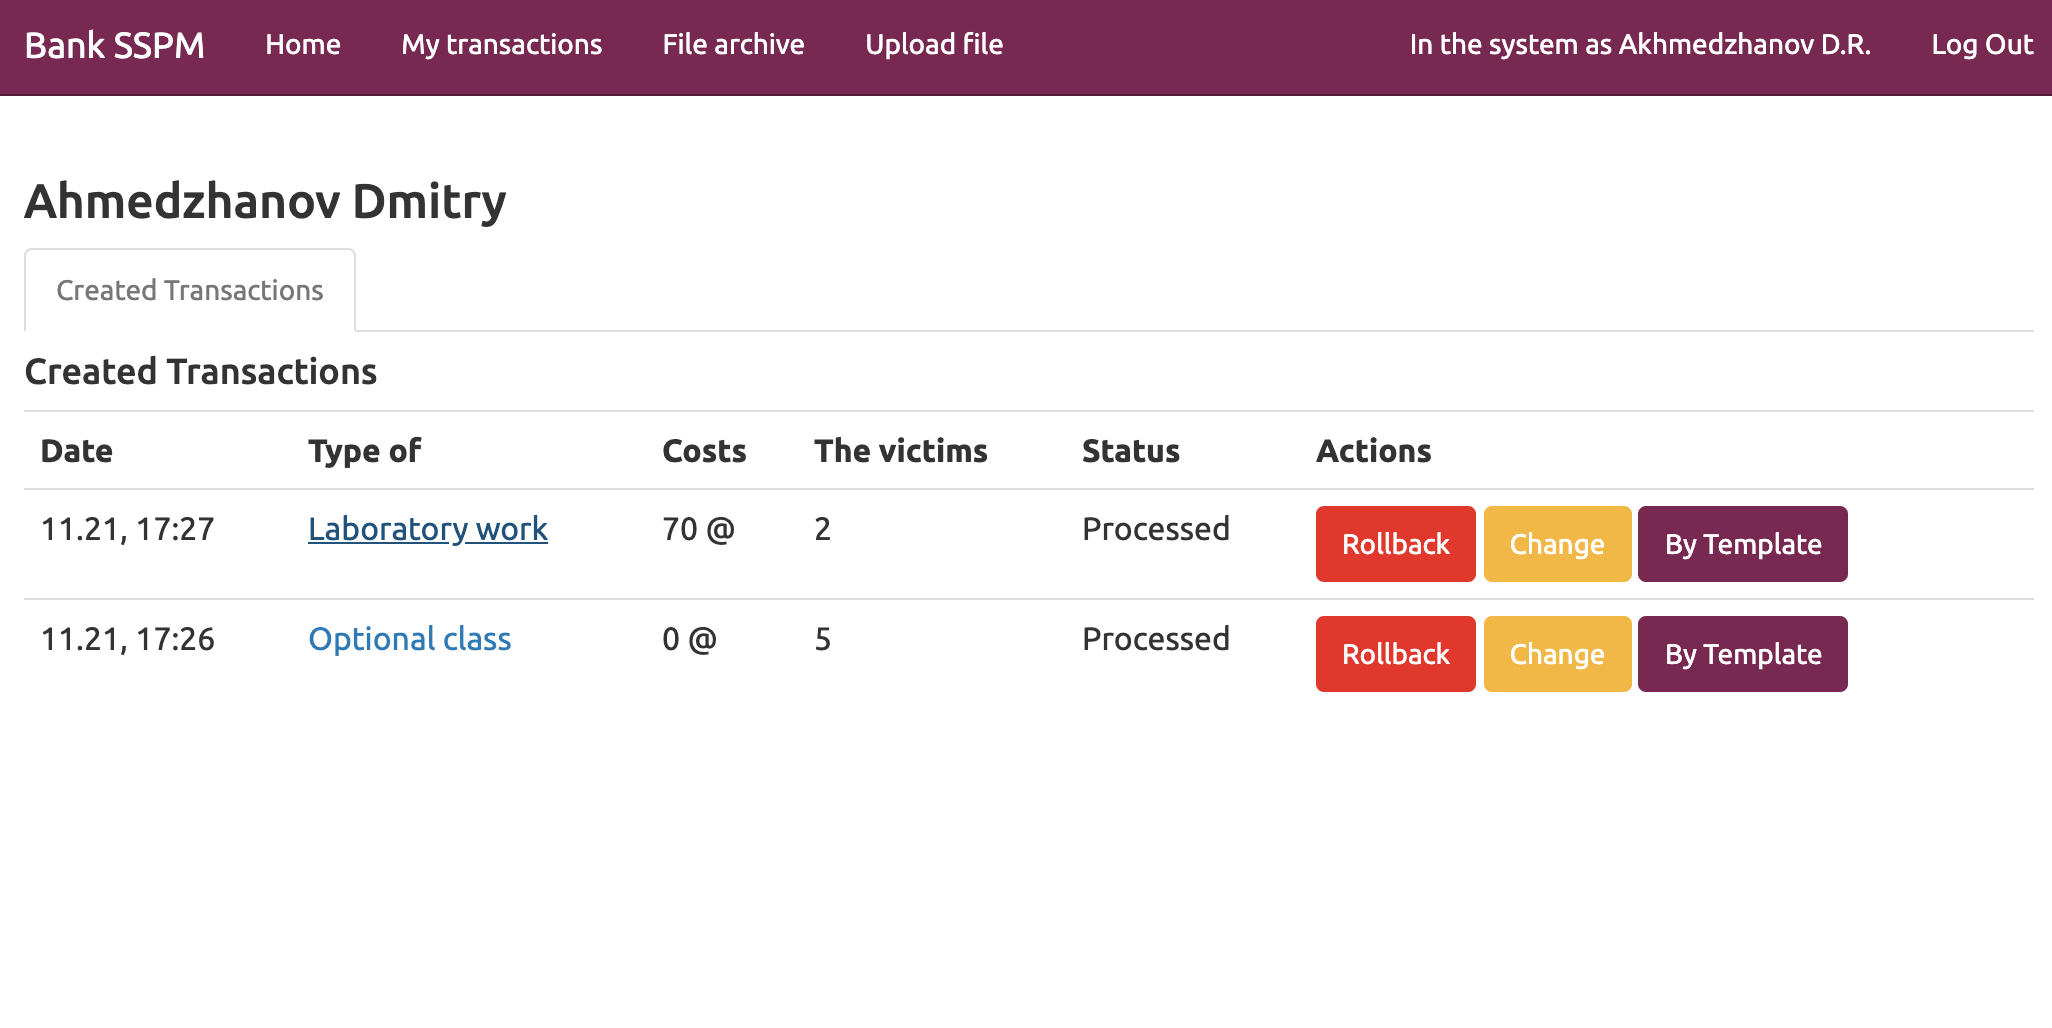 Bank SSPM Home My transactions File archive Upload file In the system as Akhmedzhanov D.R. Log Out
Ahmedzhanov Dmitry
Created Transactions
Created Transactions
Date Type of Costs The victims Status Actions
11.21, 17:27 Laboratory work 70 @ 2 Processed Rollback Change By Template
11.21, 17:26 Optional class 0 @ 5 Processed Rollback Change By Template